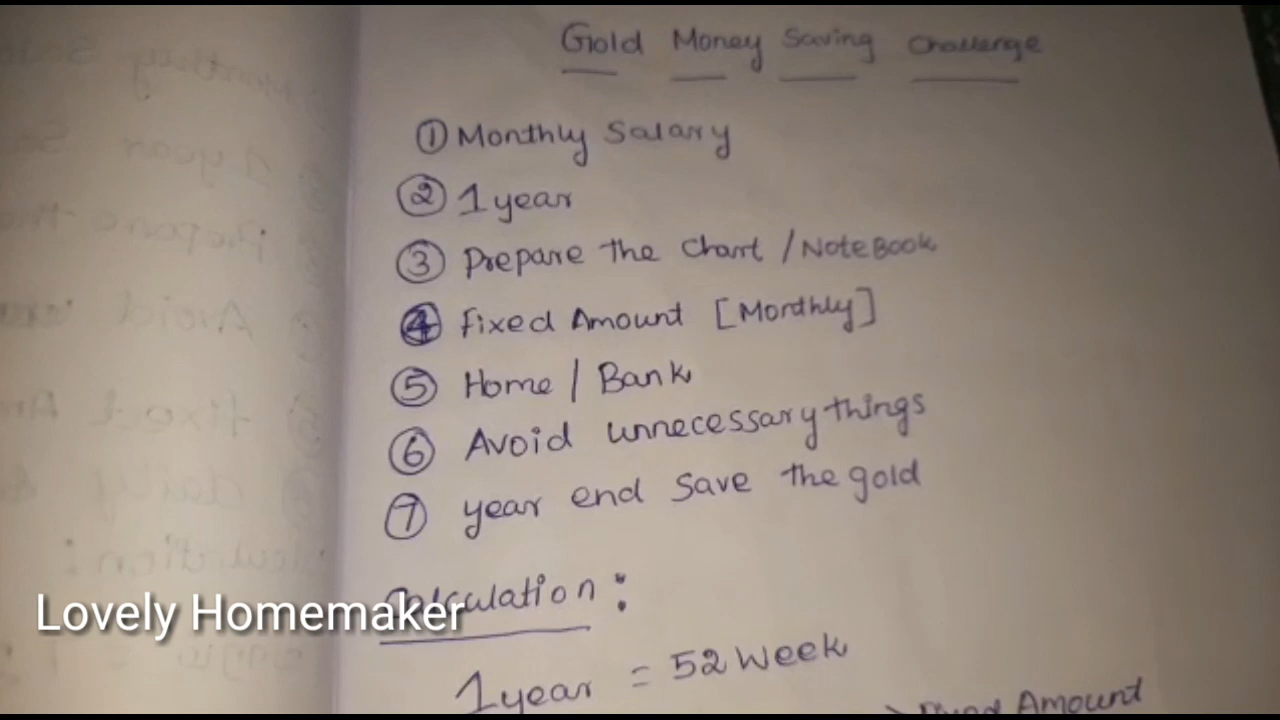 Gold Money Saving Challenge
① Monthly Salary
② 1 year
③ Prepare the Chart / NoteBook
④ Fixed Amount [Monthly]
⑤ Home / Bank
⑥ Avoid unnecessary things
⑦ year end save the gold
Calculation :
Lovely Homemaker
1 year = 52 week
Fixed Amount